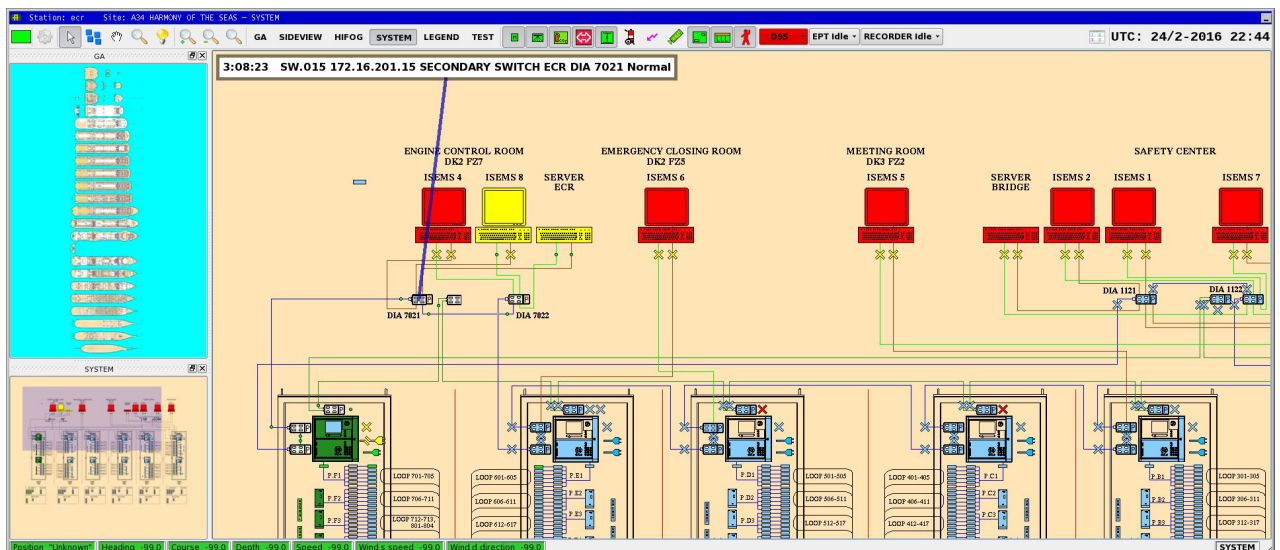 Station: ecr Site: A34 HARMONY OF THE SEAS - SYSTEM
GA SIDEVIEW HIFOG SYSTEM LEGEND TEST DSS EPT Idle RECORDER Idle UTC: 24/2-2016 22:44
GA
3:08:23 SW.015 172.16.201.15 SECONDARY SWITCH ECR DIA 7021 Normal
ENGINE CONTROL ROOM
DK2 FZ7
EMERGENCY CLOSING ROOM
DK2 FZ5
MEETING ROOM
DK3 FZ2
SAFETY CENTER
ISEMS 4 ISEMS 8 SERVER
ECR
ISEMS 6
ISEMS 5
SERVER
BRIDGE
ISEMS 2 ISEMS 1 ISEMS 7
DIA 7021 DIA 7022
DIA 1121 DIA 1122
SYSTEM
P.F1 LOOP 701-705
P.F2 LOOP 706-711
P.F3 LOOP 712-713,
801-804
LOOP 601-605 P.E1
LOOP 606-611 P.E2
LOOP 612-617 P.E3
P.D1 LOOP 501-505
P.D2 LOOP 506-511
P.D3 LOOP 512-517
LOOP 401-405 P.C1
LOOP 406-411 P.C2
LOOP 412-417 P.C3
P.B1 LOOP 301-305
P.B2 LOOP 306-311
P.B3 LOOP 312-317
Position "Unknown" Heading -99.0 Course -99.0 Depth -99.0 Speed -99.0 Wind.s speed -99.0 Wind.d direction -99.0 SYSTEM